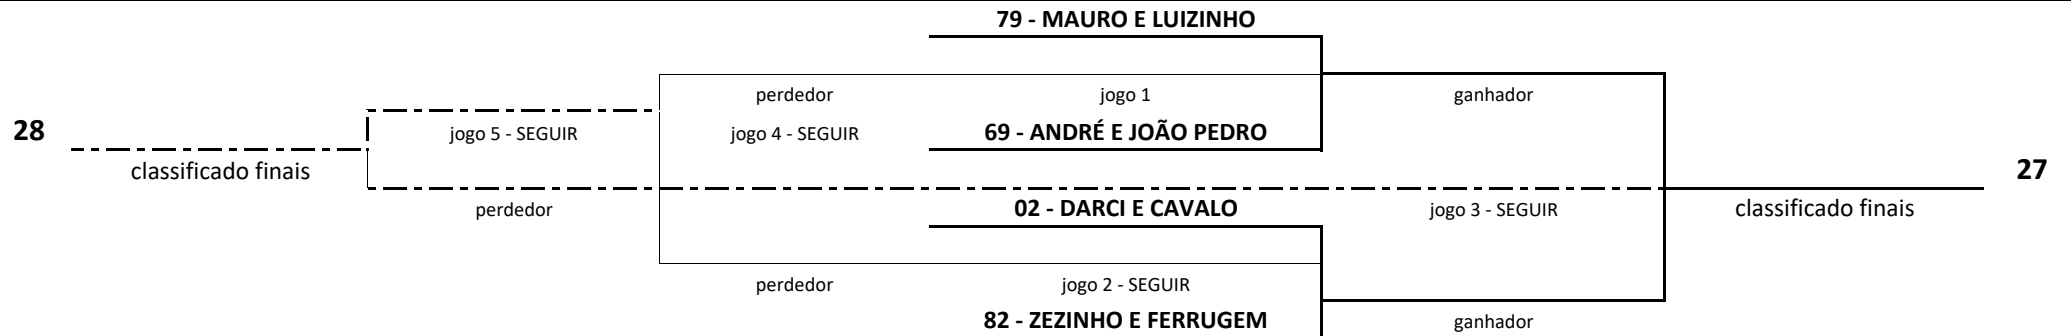 79 - MAURO E LUIZINHO
perdedor jogo 1 ganhador
28 jogo 5 - SEGUIR jogo 4 - SEGUIR 69 - ANDRÉ E JOÃO PEDRO
classificado finais 27
perdedor 02 - DARCI E CAVALO jogo 3 - SEGUIR classificado finais
perdedor jogo 2 - SEGUIR
82 - ZEZINHO E FERRUGEM ganhador